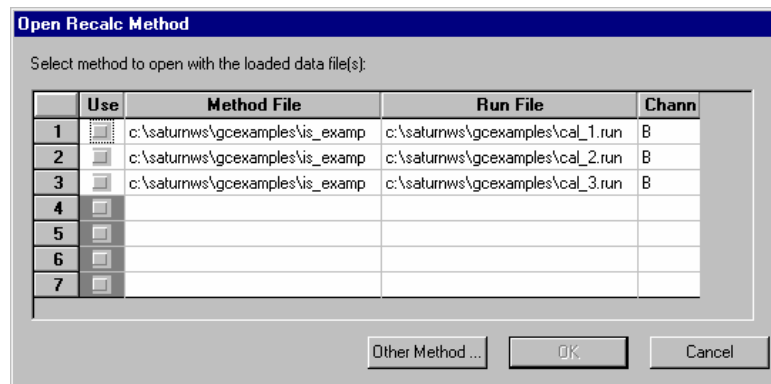 Open Recalc Method
Select method to open with the loaded data file(s):
Use Method File Run File Chann
1 c:\saturnws\gcexamples\is_examp c:\saturnws\gcexamples\cal_1.run B
2 c:\saturnws\gcexamples\is_examp c:\saturnws\gcexamples\cal_2.run B
3 c:\saturnws\gcexamples\is_examp c:\saturnws\gcexamples\cal_3.run B
4
5
6
7
Other Method ... OK Cancel